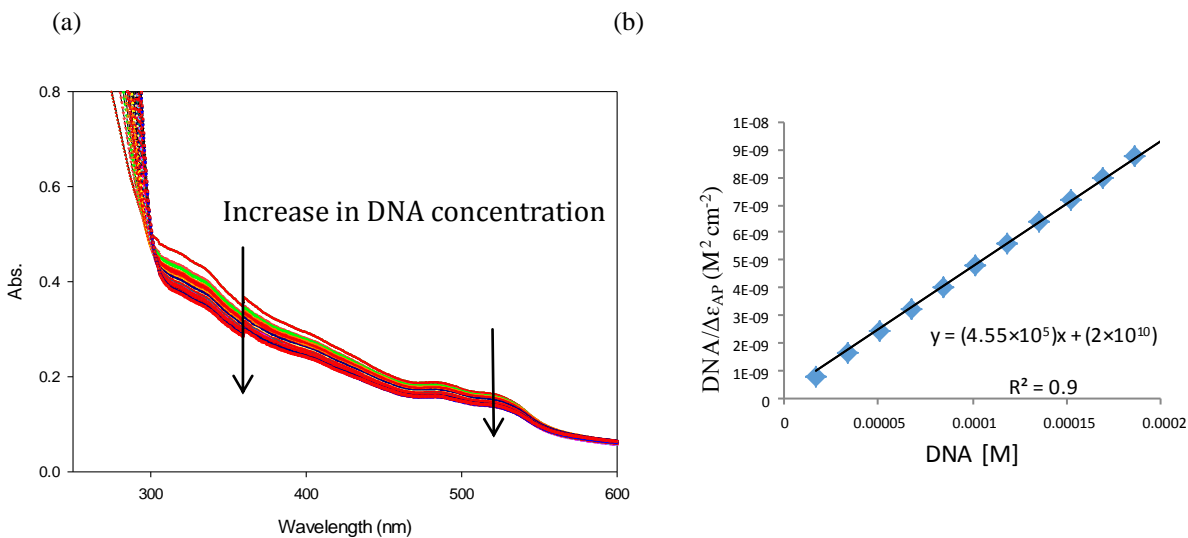 (a)
(b)
0.8
0.6
0.4
0.2
0.0
Abs.
Increase in DNA concentration
300
400
500
600
Wavelength (nm)
DNA/Δε_AP (M² cm⁻²)
1E-08
9E-09
8E-09
7E-09
6E-09
5E-09
4E-09
3E-09
2E-09
1E-09
0
y = (4.55×10⁵)x + (2×10¹⁰)
R² = 0.9
0
0.00005
0.0001
0.00015
0.0002
DNA [M]